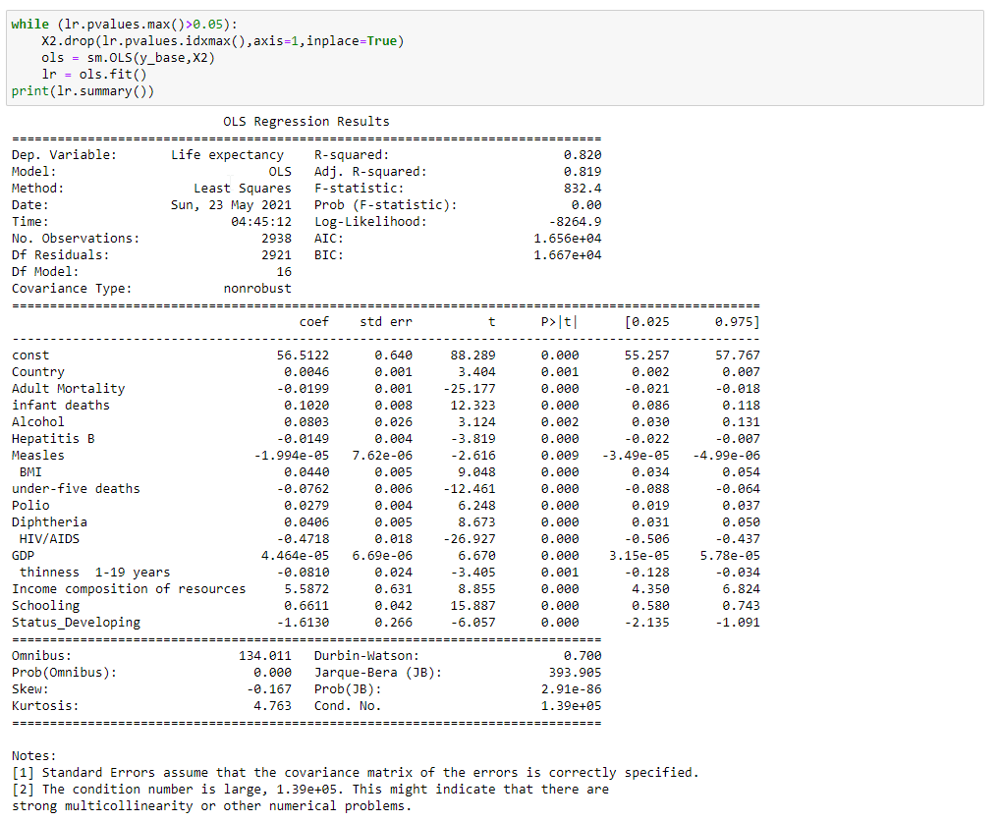 while (lr.pvalues.max()>0.05):
    X2.drop(lr.pvalues.idxmax(),axis=1,inplace=True)
    ols = sm.OLS(y_base,X2)
    lr = ols.fit()
print(lr.summary())
                            OLS Regression Results
==============================================================================
Dep. Variable:        Life expectancy   R-squared:                       0.820
Model:                            OLS   Adj. R-squared:                  0.819
Method:                 Least Squares   F-statistic:                     832.4
Date:                Sun, 23 May 2021   Prob (F-statistic):               0.00
Time:                        04:45:12   Log-Likelihood:                -8264.9
No. Observations:                2938   AIC:                         1.656e+04
Df Residuals:                    2921   BIC:                         1.667e+04
Df Model:                          16
Covariance Type:            nonrobust
===================================================================================================
                                      coef    std err          t      P>|t|      [0.025      0.975]
---------------------------------------------------------------------------------------------------
const                              56.5122      0.640     88.289      0.000      55.257      57.767
Country                             0.0046      0.001      3.404      0.001       0.002       0.007
Adult Mortality                    -0.0199      0.001    -25.177      0.000      -0.021      -0.018
infant deaths                       0.1020      0.008     12.323      0.000       0.086       0.118
Alcohol                             0.0803      0.026      3.124      0.002       0.030       0.131
Hepatitis B                        -0.0149      0.004     -3.819      0.000      -0.022      -0.007
Measles                         -1.994e-05   7.62e-06     -2.616      0.009   -3.49e-05   -4.99e-06
 BMI                                0.0440      0.005      9.048      0.000       0.034       0.054
under-five deaths                  -0.0762      0.006    -12.461      0.000      -0.088      -0.064
Polio                               0.0279      0.004      6.248      0.000       0.019       0.037
Diphtheria                          0.0406      0.005      8.673      0.000       0.031       0.050
 HIV/AIDS                          -0.4718      0.018    -26.927      0.000      -0.506      -0.437
GDP                              4.464e-05   6.69e-06      6.670      0.000    3.15e-05    5.78e-05
 thinness  1-19 years              -0.0810      0.024     -3.405      0.001      -0.128      -0.034
Income composition of resources     5.5872      0.631      8.855      0.000       4.350       6.824
Schooling                           0.6611      0.042     15.887      0.000       0.580       0.743
Status_Developing                  -1.6130      0.266     -6.057      0.000      -2.135      -1.091
==============================================================================
Omnibus:                      134.011   Durbin-Watson:                   0.700
Prob(Omnibus):                  0.000   Jarque-Bera (JB):              393.905
Skew:                          -0.167   Prob(JB):                     2.91e-86
Kurtosis:                       4.763   Cond. No.                     1.39e+05
==============================================================================
Notes:
[1] Standard Errors assume that the covariance matrix of the errors is correctly specified.
[2] The condition number is large, 1.39e+05. This might indicate that there are
strong multicollinearity or other numerical problems.